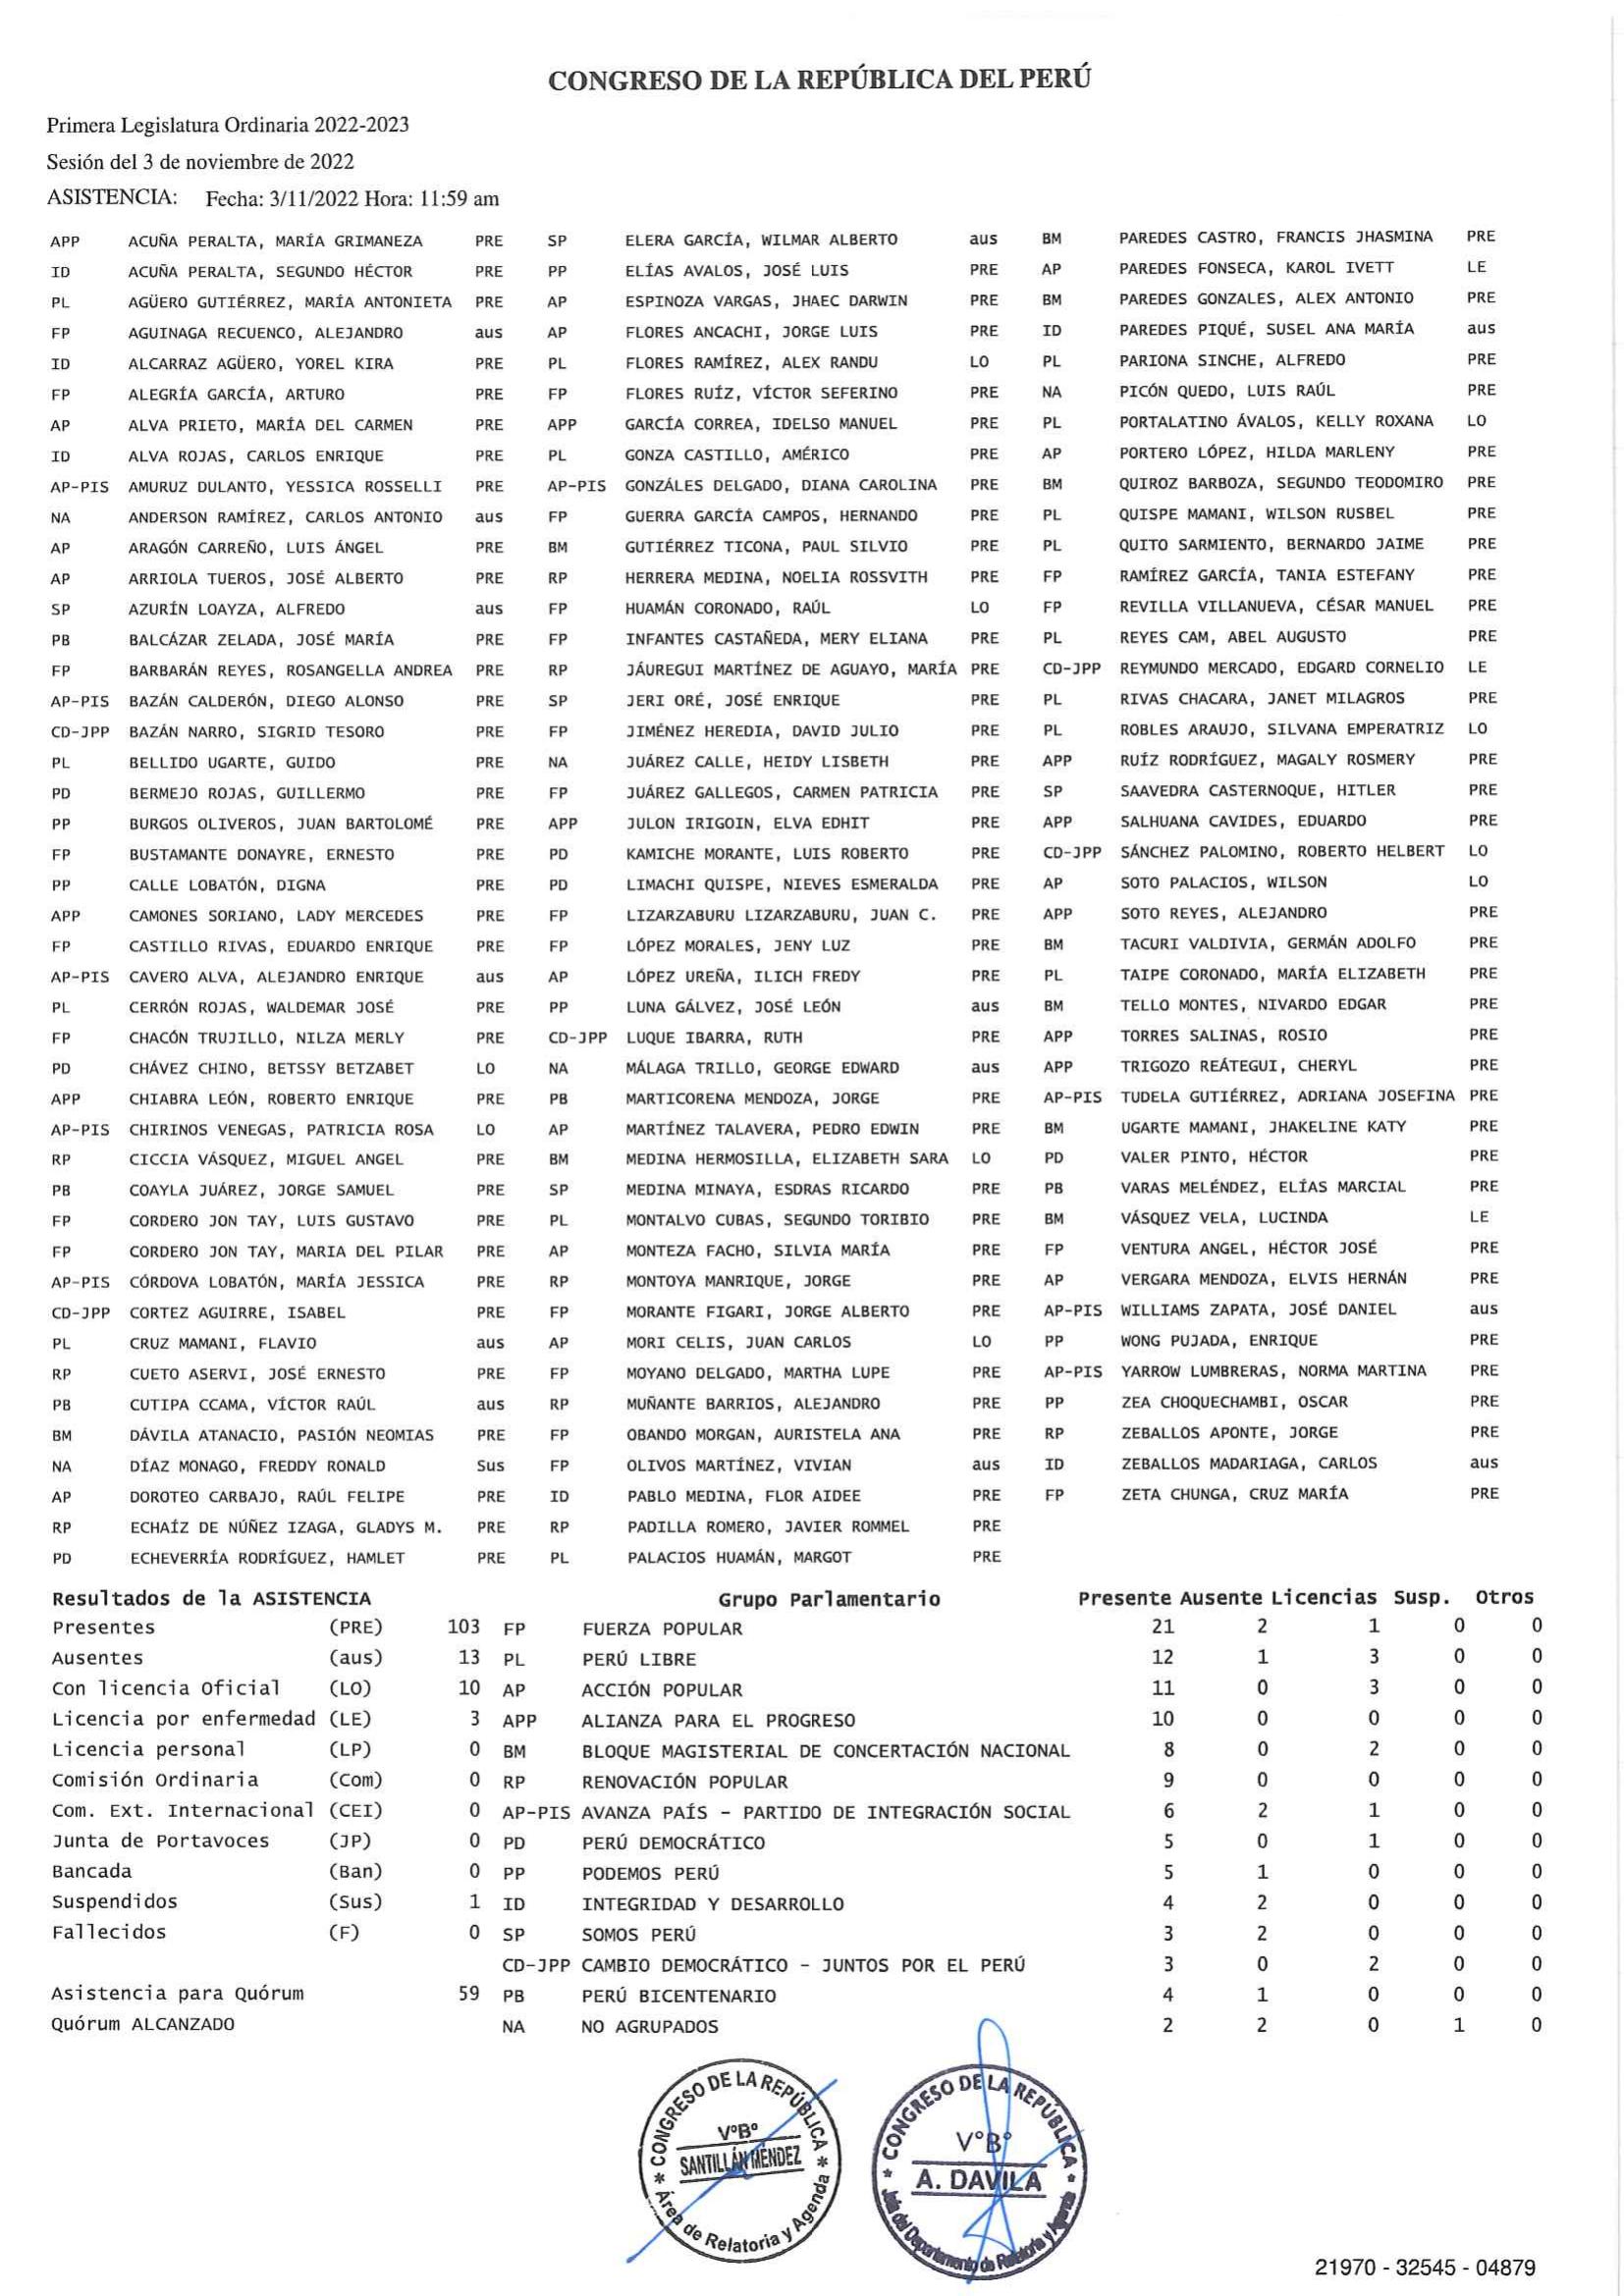 CONGRESO DE LA REPÚBLICA DEL PERÚ
Primera Legislatura Ordinaria 2022-2023
Sesión del 3 de noviembre de 2022
ASISTENCIA: Fecha: 3/11/2022 Hora: 11:59 am
APP ACUÑA PERALTA, MARÍA GRIMANEZA PRE SP ELERA GARCÍA, WILMAR ALBERTO aus BM PAREDES CASTRO, FRANCIS JHASMINA PRE
ID ACUÑA PERALTA, SEGUNDO HÉCTOR PRE PP ELÍAS AVALOS, JOSÉ LUIS PRE AP PAREDES FONSECA, KAROL IVETT LE
PL AGÜERO GUTIÉRREZ, MARÍA ANTONIETA PRE AP ESPINOZA VARGAS, JHAEC DARWIN PRE BM PAREDES GONZALES, ALEX ANTONIO PRE
FP AGUINAGA RECUENCO, ALEJANDRO aus AP FLORES ANCACHI, JORGE LUIS PRE ID PAREDES PIQUÉ, SUSEL ANA MARÍA aus
ID ALCARRAZ AGÜERO, YOREL KIRA PRE PL FLORES RAMÍREZ, ALEX RANDU LO PL PARIONA SINCHE, ALFREDO PRE
FP ALEGRÍA GARCÍA, ARTURO PRE FP FLORES RUÍZ, VÍCTOR SEFERINO PRE NA PICÓN QUEDO, LUIS RAÚL PRE
AP ALVA PRIETO, MARÍA DEL CARMEN PRE APP GARCÍA CORREA, IDELSO MANUEL PRE PL PORTALATINO ÁVALOS, KELLY ROXANA LO
ID ALVA ROJAS, CARLOS ENRIQUE PRE PL GONZA CASTILLO, AMÉRICO PRE AP PORTERO LÓPEZ, HILDA MARLENY PRE
AP-PIS AMURUZ DULANTO, YESSICA ROSSELLI PRE AP-PIS GONZÁLES DELGADO, DIANA CAROLINA PRE BM QUIROZ BARBOZA, SEGUNDO TEODOMIRO PRE
NA ANDERSON RAMÍREZ, CARLOS ANTONIO aus FP GUERRA GARCÍA CAMPOS, HERNANDO PRE PL QUISPE MAMANI, WILSON RUSBEL PRE
AP ARAGÓN CARREÑO, LUIS ÁNGEL PRE BM GUTIÉRREZ TICONA, PAUL SILVIO PRE PL QUITO SARMIENTO, BERNARDO JAIME PRE
AP ARRIOLA TUEROS, JOSÉ ALBERTO PRE RP HERRERA MEDINA, NOELIA ROSSVITH PRE FP RAMÍREZ GARCÍA, TANIA ESTEFANY PRE
SP AZURÍN LOAYZA, ALFREDO aus FP HUAMÁN CORONADO, RAÚL LO FP REVILLA VILLANUEVA, CÉSAR MANUEL PRE
PB BALCÁZAR ZELADA, JOSÉ MARÍA PRE FP INFANTES CASTAÑEDA, MERY ELIANA PRE PL REYES CAM, ABEL AUGUSTO PRE
FP BARBARÁN REYES, ROSANGELLA ANDREA PRE RP JÁUREGUI MARTÍNEZ DE AGUAYO, MARÍA PRE CD-JPP REYMUNDO MERCADO, EDGARD CORNELIO LE
AP-PIS BAZÁN CALDERÓN, DIEGO ALONSO PRE SP JERI ORÉ, JOSÉ ENRIQUE PRE PL RIVAS CHACARA, JANET MILAGROS PRE
CD-JPP BAZÁN NARRO, SIGRID TESORO PRE FP JIMÉNEZ HEREDIA, DAVID JULIO PRE PL ROBLES ARAUJO, SILVANA EMPERATRIZ LO
PL BELLIDO UGARTE, GUIDO PRE NA JUÁREZ CALLE, HEIDY LISBETH PRE APP RUÍZ RODRÍGUEZ, MAGALY ROSMERY PRE
PD BERMEJO ROJAS, GUILLERMO PRE FP JUÁREZ GALLEGOS, CARMEN PATRICIA PRE SP SAAVEDRA CASTERNOQUE, HITLER PRE
PP BURGOS OLIVEROS, JUAN BARTOLOMÉ PRE APP JULON IRIGOIN, ELVA EDHIT PRE APP SALHUANA CAVIDES, EDUARDO PRE
FP BUSTAMANTE DONAYRE, ERNESTO PRE PD KAMICHE MORANTE, LUIS ROBERTO PRE CD-JPP SÁNCHEZ PALOMINO, ROBERTO HELBERT LO
PP CALLE LOBATÓN, DIGNA PRE PD LIMACHI QUISPE, NIEVES ESMERALDA PRE AP SOTO PALACIOS, WILSON LO
APP CAMONES SORIANO, LADY MERCEDES PRE FP LIZARZABURU LIZARZABURU, JUAN C. PRE APP SOTO REYES, ALEJANDRO PRE
FP CASTILLO RIVAS, EDUARDO ENRIQUE PRE FP LÓPEZ MORALES, JENY LUZ PRE BM TACURI VALDIVIA, GERMÁN ADOLFO PRE
AP-PIS CAVERO ALVA, ALEJANDRO ENRIQUE aus AP LÓPEZ UREÑA, ILICH FREDY PRE PL TAIPE CORONADO, MARÍA ELIZABETH PRE
PL CERRÓN ROJAS, WALDEMAR JOSÉ PRE PP LUNA GÁLVEZ, JOSÉ LEÓN aus BM TELLO MONTES, NIVARDO EDGAR PRE
FP CHACÓN TRUJILLO, NILZA MERLY PRE CD-JPP LUQUE IBARRA, RUTH PRE APP TORRES SALINAS, ROSIO PRE
PD CHÁVEZ CHINO, BETSSY BETZABET LO NA MÁLAGA TRILLO, GEORGE EDWARD aus APP TRIGOZO REÁTEGUI, CHERYL PRE
APP CHIABRA LEÓN, ROBERTO ENRIQUE PRE PB MARTICORENA MENDOZA, JORGE PRE AP-PIS TUDELA GUTIÉRREZ, ADRIANA JOSEFINA PRE
AP-PIS CHIRINOS VENEGAS, PATRICIA ROSA LO AP MARTÍNEZ TALAVERA, PEDRO EDWIN PRE BM UGARTE MAMANI, JHAKELINE KATY PRE
RP CICCIA VÁSQUEZ, MIGUEL ANGEL PRE BM MEDINA HERMOSILLA, ELIZABETH SARA LO PD VALER PINTO, HÉCTOR PRE
PB COAYLA JUÁREZ, JORGE SAMUEL PRE SP MEDINA MINAYA, ESDRAS RICARDO PRE PB VARAS MELÉNDEZ, ELÍAS MARCIAL PRE
FP CORDERO JON TAY, LUIS GUSTAVO PRE PL MONTALVO CUBAS, SEGUNDO TORIBIO PRE BM VÁSQUEZ VELA, LUCINDA LE
FP CORDERO JON TAY, MARIA DEL PILAR PRE AP MONTEZA FACHO, SILVIA MARÍA PRE FP VENTURA ANGEL, HÉCTOR JOSÉ PRE
AP-PIS CÓRDOVA LOBATÓN, MARÍA JESSICA PRE RP MONTOYA MANRIQUE, JORGE PRE AP VERGARA MENDOZA, ELVIS HERNÁN PRE
CD-JPP CORTEZ AGUIRRE, ISABEL PRE FP MORANTE FIGARI, JORGE ALBERTO PRE AP-PIS WILLIAMS ZAPATA, JOSÉ DANIEL aus
PL CRUZ MAMANI, FLAVIO aus AP MORI CELIS, JUAN CARLOS LO PP WONG PUJADA, ENRIQUE PRE
RP CUETO ASERVI, JOSÉ ERNESTO PRE FP MOYANO DELGADO, MARTHA LUPE PRE AP-PIS YARROW LUMBRERAS, NORMA MARTINA PRE
PB CUTIPA CCAMA, VÍCTOR RAÚL aus RP MUÑANTE BARRIOS, ALEJANDRO PRE PP ZEA CHOQUECHAMBI, OSCAR PRE
BM DÁVILA ATANACIO, PASIÓN NEOMIAS PRE FP OBANDO MORGAN, AURISTELA ANA PRE RP ZEBALLOS APONTE, JORGE PRE
NA DÍAZ MONAGO, FREDDY RONALD Sus FP OLIVOS MARTÍNEZ, VIVIAN aus ID ZEBALLOS MADARIAGA, CARLOS aus
AP DOROTEO CARBAJO, RAÚL FELIPE PRE ID PABLO MEDINA, FLOR AIDEE PRE FP ZETA CHUNGA, CRUZ MARÍA PRE
RP ECHAÍZ DE NÚÑEZ IZAGA, GLADYS M. PRE RP PADILLA ROMERO, JAVIER ROMMEL PRE
PD ECHEVERRÍA RODRÍGUEZ, HAMLET PRE PL PALACIOS HUAMÁN, MARGOT PRE
Resultados de la ASISTENCIA Grupo Parlamentario Presente Ausente Licencias Susp. Otros
Presentes (PRE) 103 FP FUERZA POPULAR 21 2 1 0 0
Ausentes (aus) 13 PL PERÚ LIBRE 12 1 3 0 0
Con licencia Oficial (LO) 10 AP ACCIÓN POPULAR 11 0 3 0 0
Licencia por enfermedad (LE) 3 APP ALIANZA PARA EL PROGRESO 10 0 0 0 0
Licencia personal (LP) 0 BM BLOQUE MAGISTERIAL DE CONCERTACIÓN NACIONAL 8 0 2 0 0
Comisión Ordinaria (Com) 0 RP RENOVACIÓN POPULAR 9 0 0 0 0
Com. Ext. Internacional (CEI) 0 AP-PIS AVANZA PAÍS - PARTIDO DE INTEGRACIÓN SOCIAL 6 2 1 0 0
Junta de Portavoces (JP) 0 PD PERÚ DEMOCRÁTICO 5 0 1 0 0
Bancada (Ban) 0 PP PODEMOS PERÚ 5 1 0 0 0
Suspendidos (Sus) 1 ID INTEGRIDAD Y DESARROLLO 4 2 0 0 0
Fallecidos (F) 0 SP SOMOS PERÚ 3 2 0 0 0
CD-JPP CAMBIO DEMOCRÁTICO - JUNTOS POR EL PERÚ 3 0 2 0 0
Asistencia para Quórum 59 PB PERÚ BICENTENARIO 4 1 0 0 0
Quórum ALCANZADO NA NO AGRUPADOS 2 2 0 1 0
* CONGRESO DE LA REPÚBLICA *
V°B°
SANTILLÁN MÉNDEZ
Área de Relatoría y Agenda
* CONGRESO DE LA REPÚBLICA *
V°B°
A. DAVILA
Jefa del Departamento de Relatoría y Agenda
21970 - 32545 - 04879